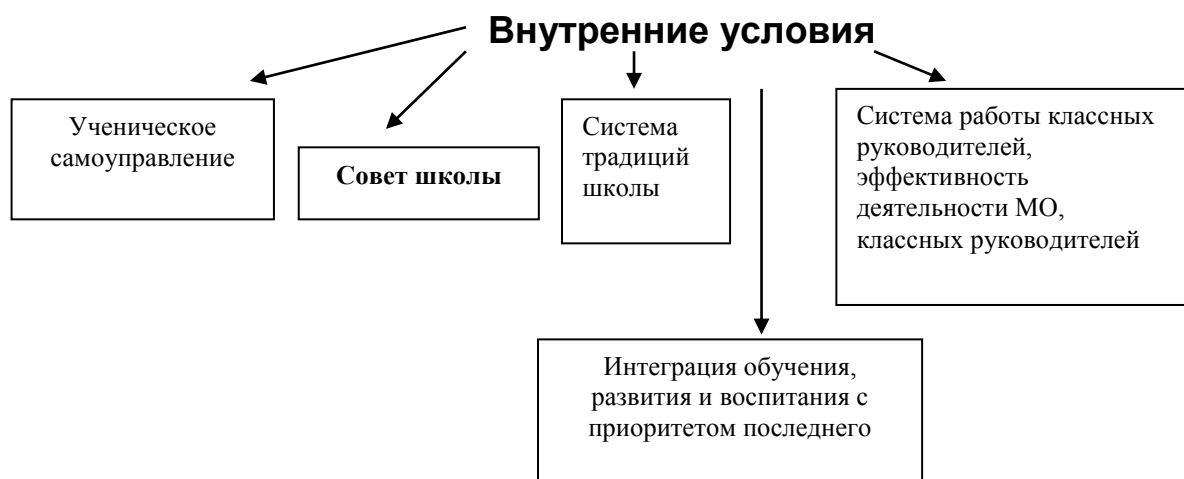 Внутренние условия
Ученическое
самоуправление
Совет школы
Система
традиций
школы
Система работы классных
руководителей,
эффективность
деятельности МО,
классных руководителей
Интеграция обучения,
развития и воспитания с
приоритетом последнего